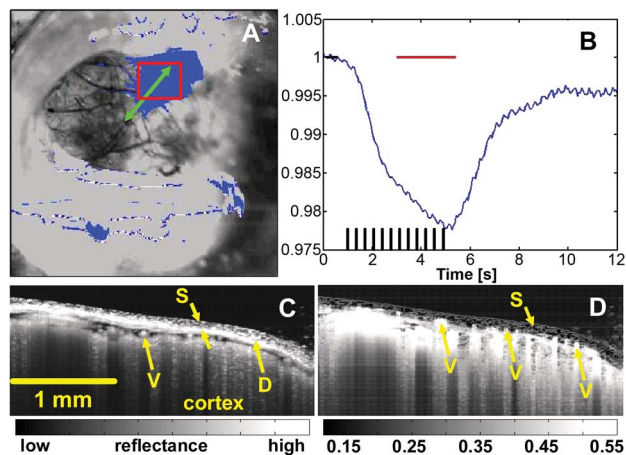 A
B
1.005
1
0.995
0.99
0.985
0.98
0.975
0 2 4 6 8 10 12
Time [s]
C
S
V
D
1 mm
cortex
D
S
V
V
V
low reflectance high
0.15 0.25 0.35 0.45 0.55